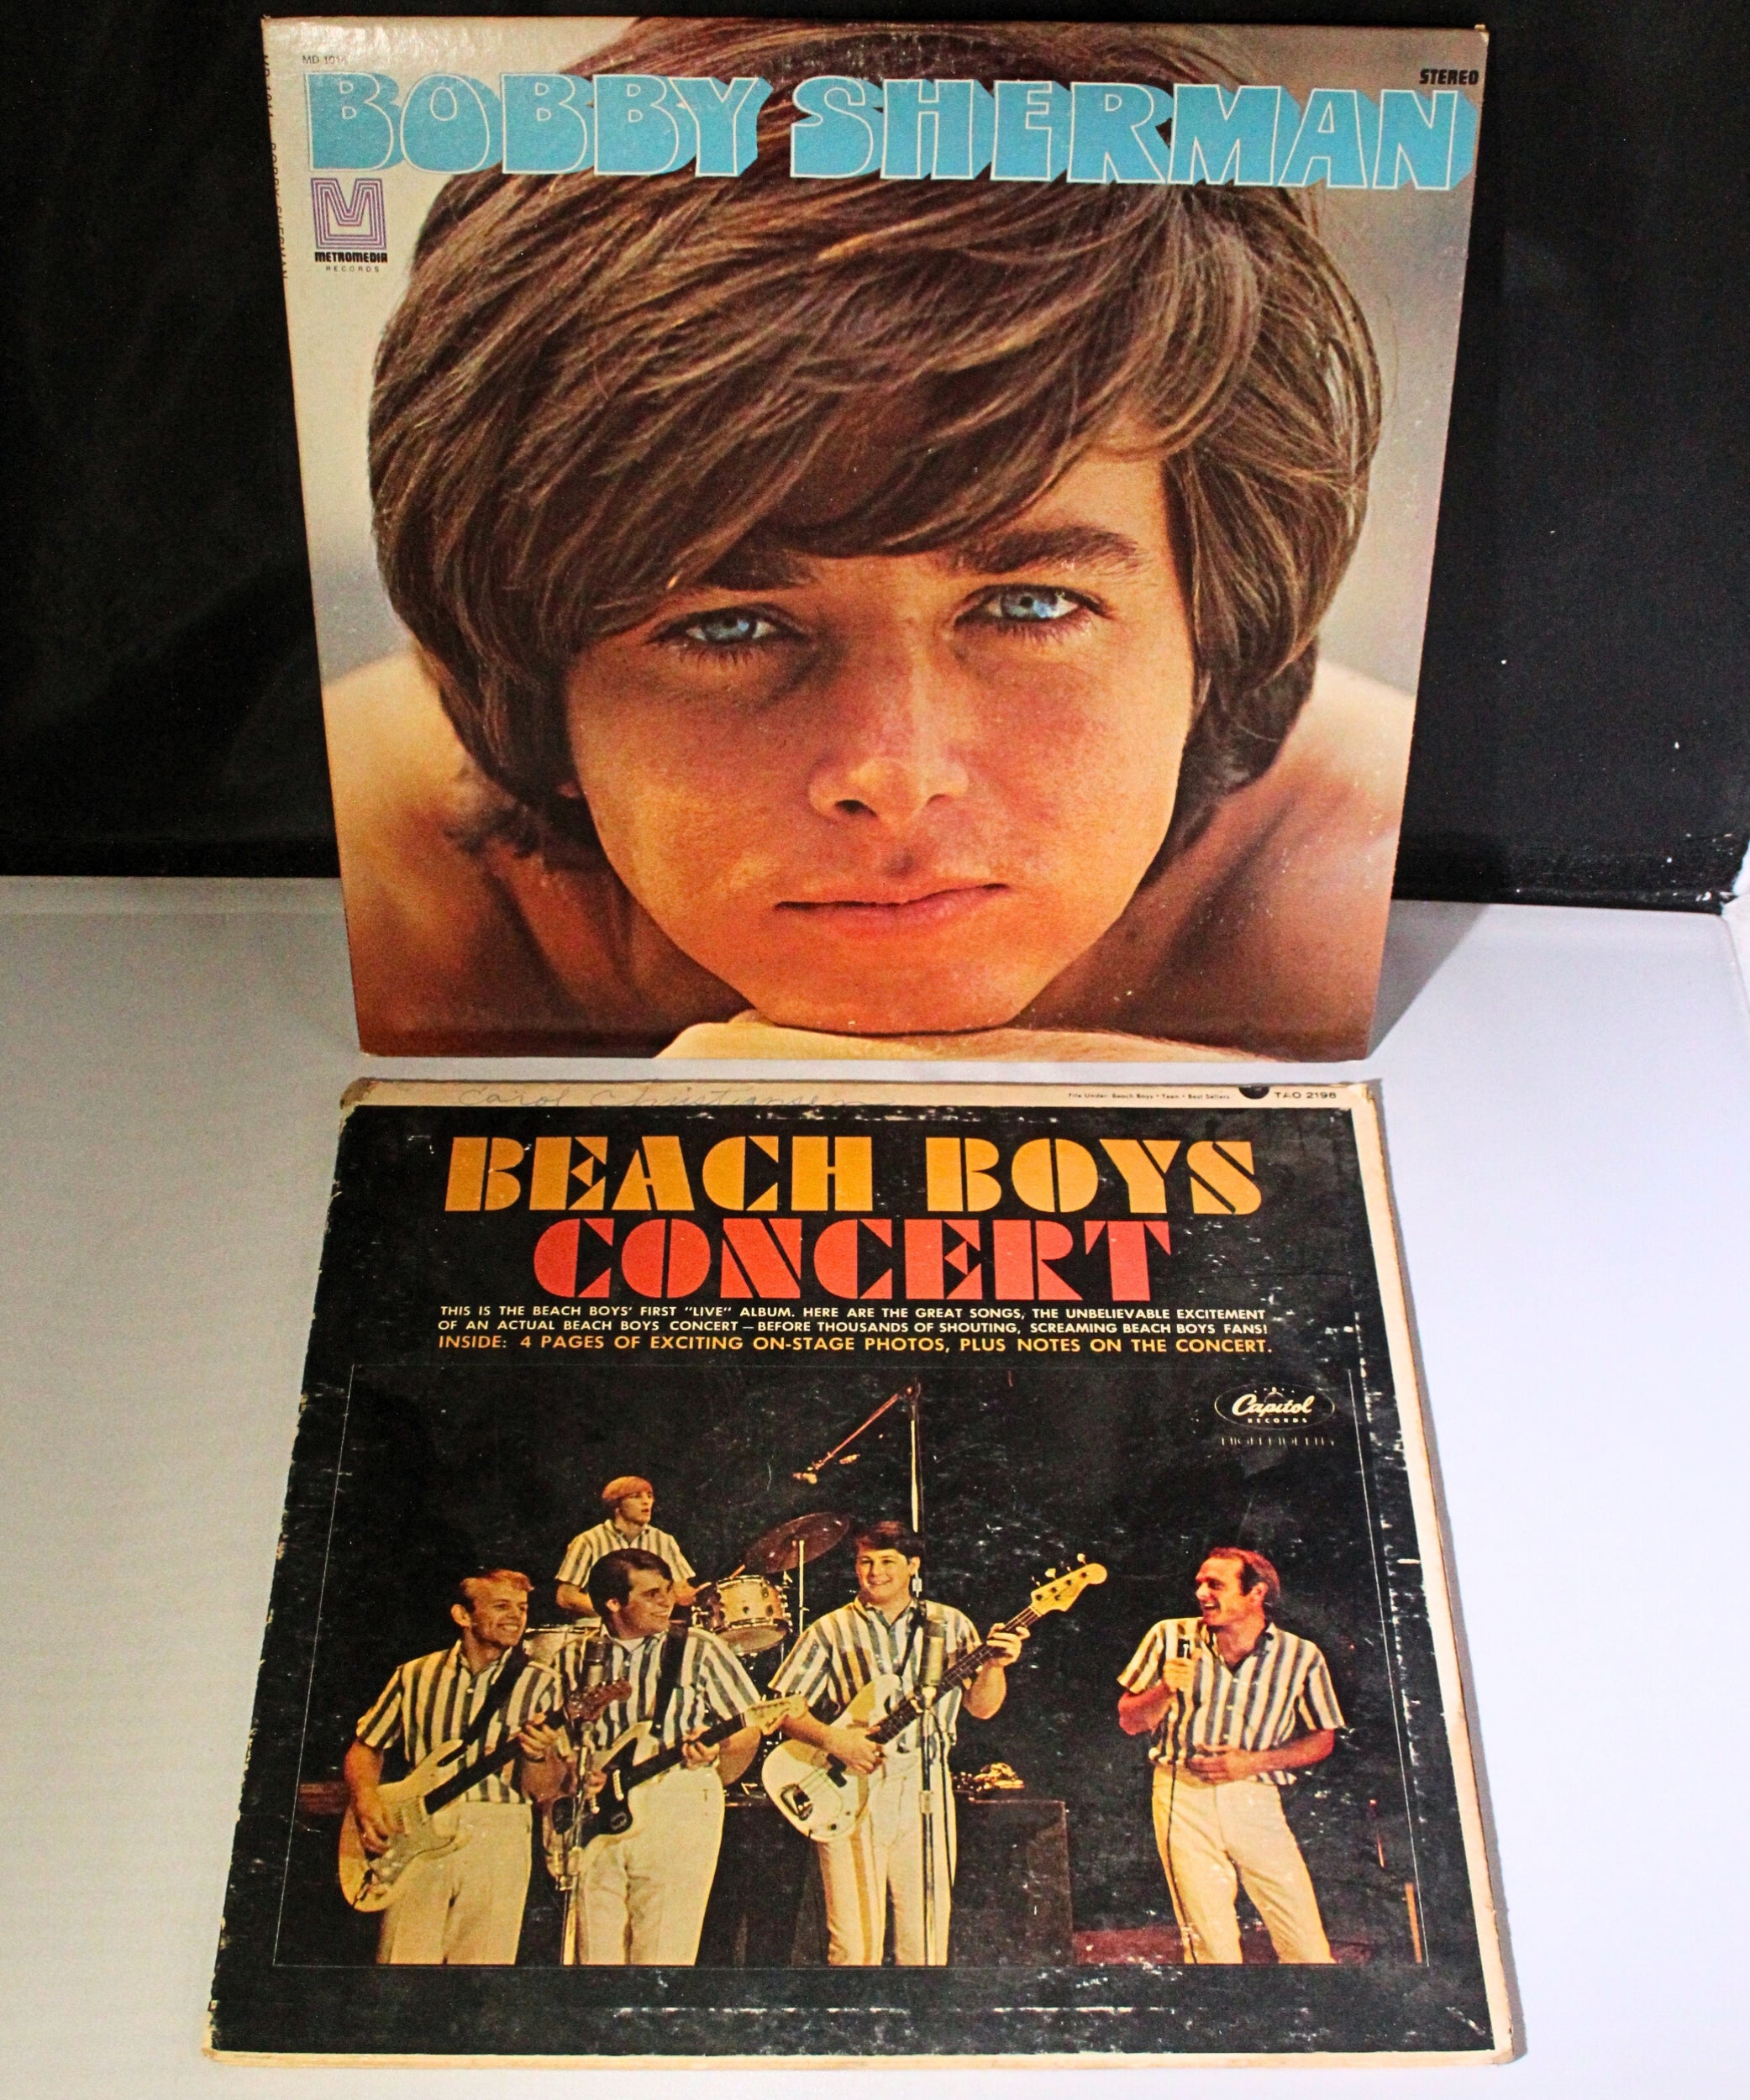 MD 1014
STEREO
BOBBY SHERMAN
METROMEDIA
RECORDS
Carol Christiansen
File Under: Beach Boys • Teen • Best Sellers
TAO 2198
BEACH BOYS
CONCERT
THIS IS THE BEACH BOYS' FIRST "LIVE" ALBUM. HERE ARE THE GREAT SONGS, THE UNBELIEVABLE EXCITEMENT
OF AN ACTUAL BEACH BOYS CONCERT — BEFORE THOUSANDS OF SHOUTING, SCREAMING BEACH BOYS FANS!
INSIDE: 4 PAGES OF EXCITING ON-STAGE PHOTOS, PLUS NOTES ON THE CONCERT.
Capitol
RECORDS